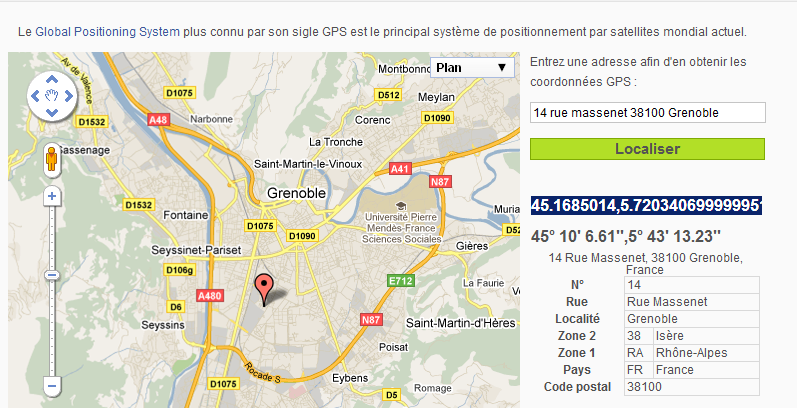 Le Global Positioning System plus connu par son sigle GPS est le principal système de positionnement par satellites mondial actuel.
Entrez une adresse afin d'en obtenir les
coordonnées GPS :
14 rue massenet 38100 Grenoble
Localiser
45.1685014,5.720340699999951
45° 10' 6.61",5° 43' 13.23"
14 Rue Massenet, 38100 Grenoble,
France
N° 14
Rue Rue Massenet
Localité Grenoble
Zone 2 38 Isère
Zone 1 RA Rhône-Alpes
Pays FR France
Code postal 38100
Plan
Montbonno
Av de Valence
D1075
D512
Meylan
D1532
A48
Narbonne
Corenc
D1090
Sassenage
La Tronche
Saint-Martin-le-Vinoux
A41
N87
Grenoble
D1532
Fontaine
Université Pierre
Mendès-France
Sciences Sociales
Muria
D1075
D1090
D52
Seyssinet-Pariset
Gières
D106g
E712
La Faurie
Ve
A480
D6
Seyssins
N87
Saint-Martin-d'Hères
Poisat
Rocade S
Eybens
D1075
D5
Romage